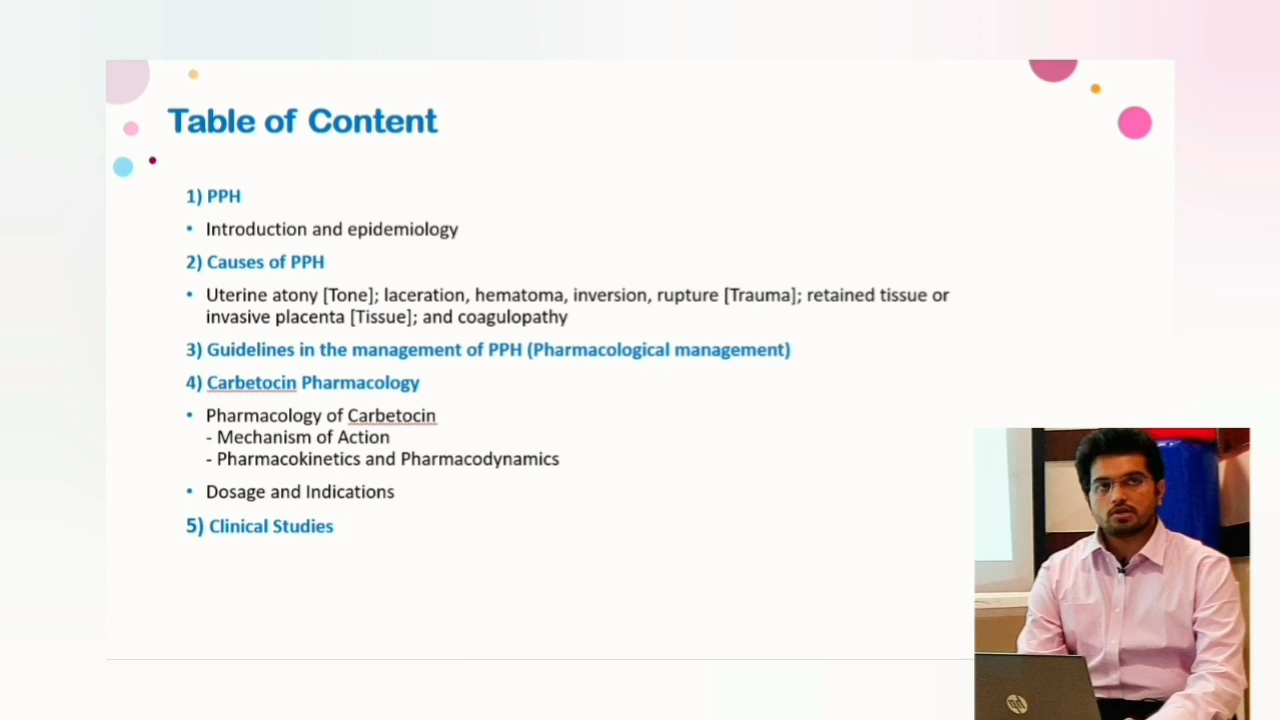 Table of Content
1) PPH
• Introduction and epidemiology
2) Causes of PPH
• Uterine atony [Tone]; laceration, hematoma, inversion, rupture [Trauma]; retained tissue or
invasive placenta [Tissue]; and coagulopathy
3) Guidelines in the management of PPH (Pharmacological management)
4) Carbetocin Pharmacology
• Pharmacology of Carbetocin
- Mechanism of Action
- Pharmacokinetics and Pharmacodynamics
• Dosage and Indications
5) Clinical Studies
hp